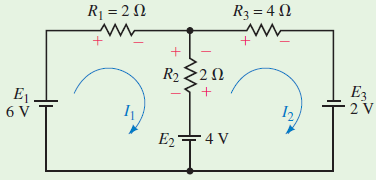 R₁ = 2 Ω
R₃ = 4 Ω
+ − + −
+ −
R₂ 2 Ω
− +
E₁
6 V
I₁
I₂
E₃
2 V
E₂ 4 V